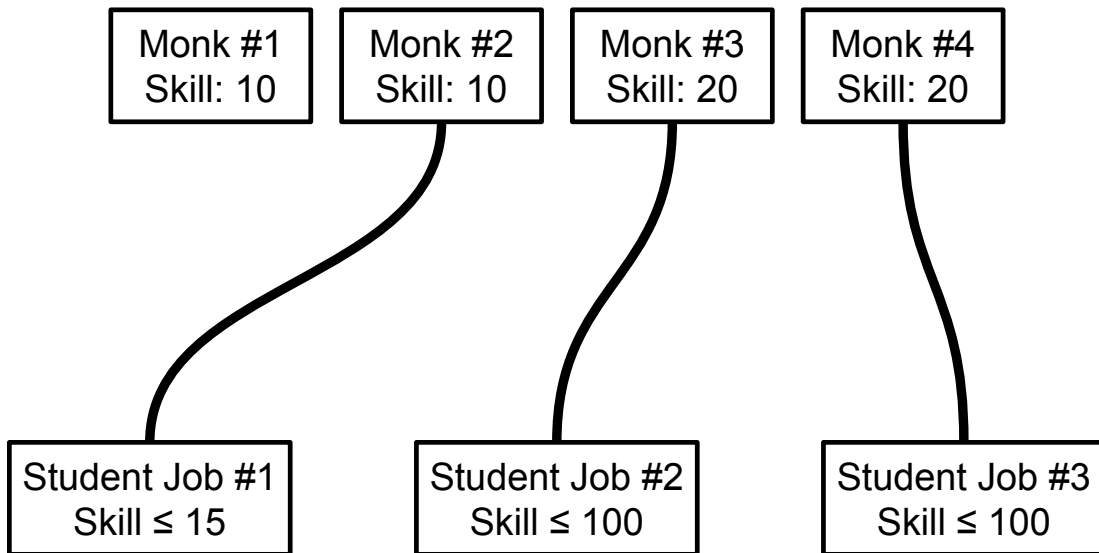 Monk #1
Skill: 10
Monk #2
Skill: 10
Monk #3
Skill: 20
Monk #4
Skill: 20
Student Job #1
Skill ≤ 15
Student Job #2
Skill ≤ 100
Student Job #3
Skill ≤ 100